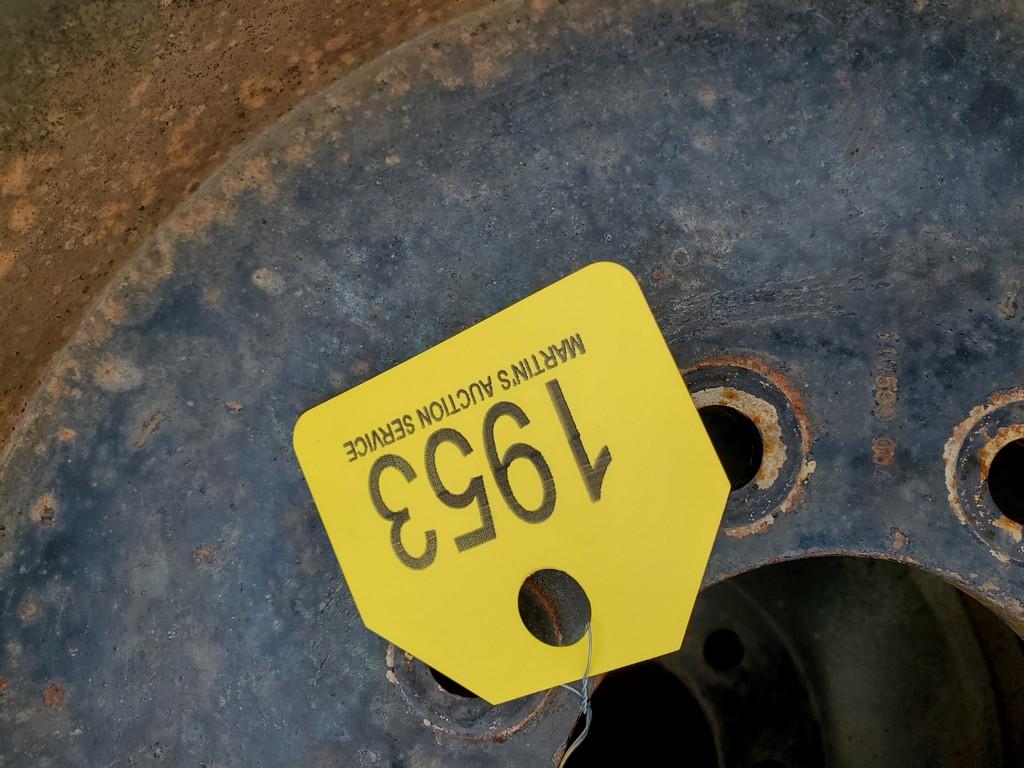 1953
MARTIN'S AUCTION SERVICE